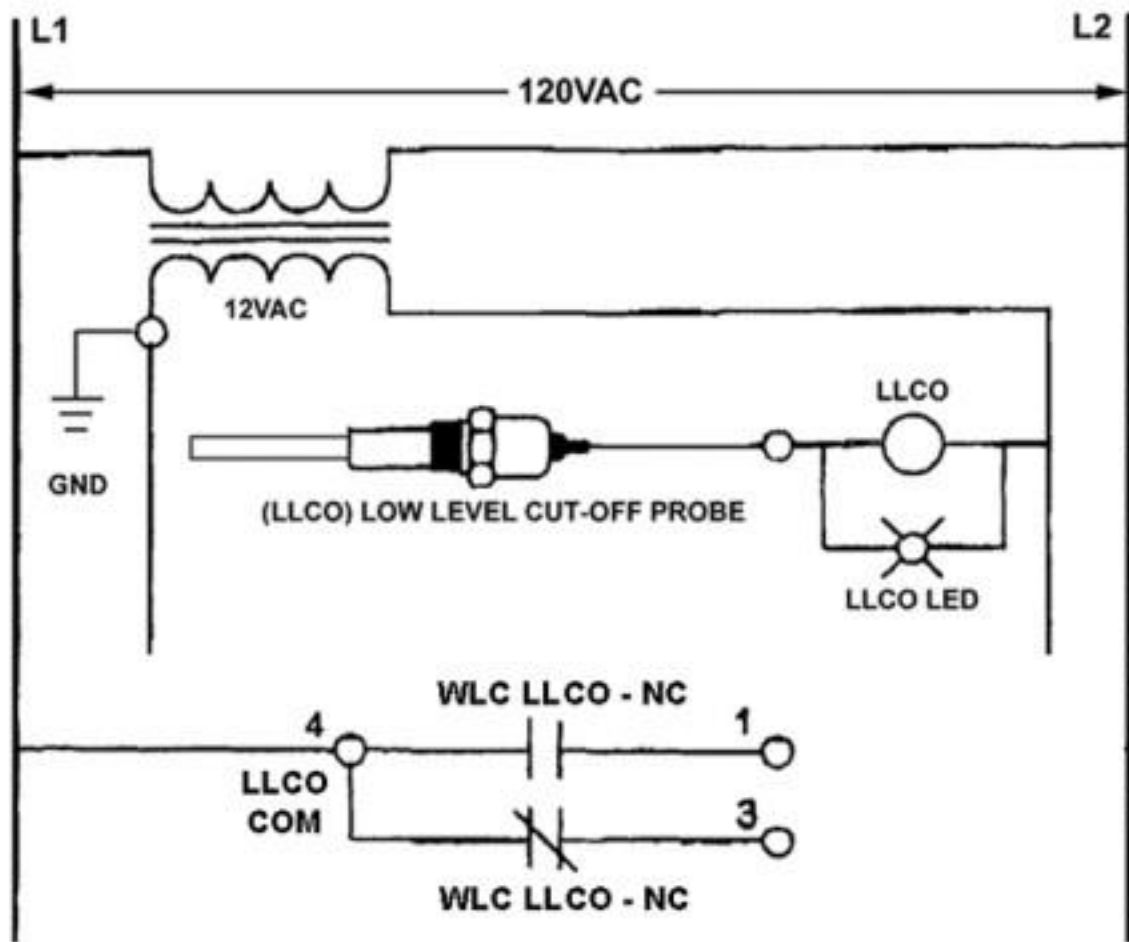 L1
L2
120VAC
12VAC
GND
LLCO
(LLCO) LOW LEVEL CUT-OFF PROBE
LLCO LED
WLC LLCO - NC
4
1
LLCO
COM
3
WLC LLCO - NC